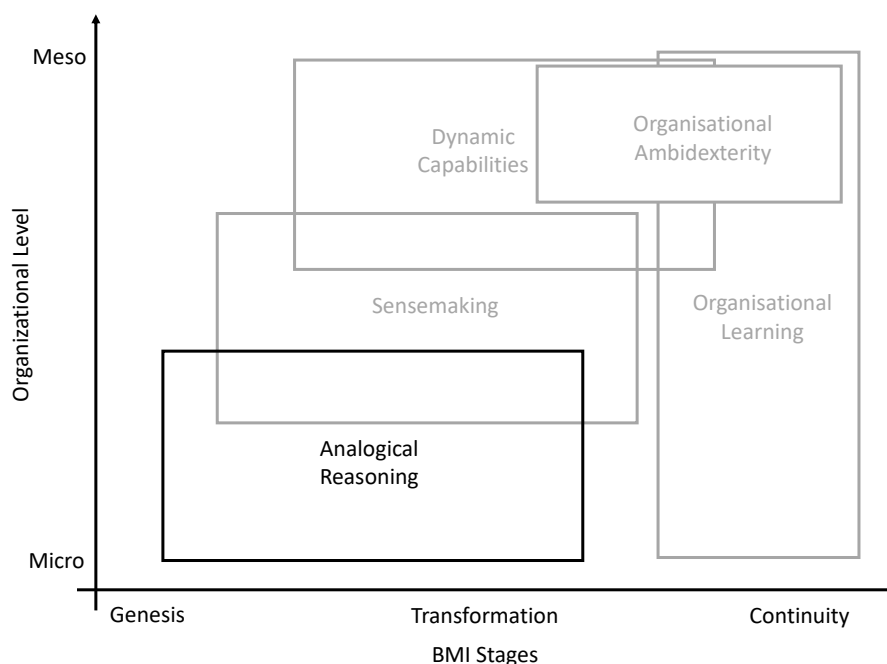 Meso
Organisational
Ambidexterity
Dynamic
Capabilities
Organizational Level
Sensemaking
Organisational
Learning
Analogical
Reasoning
Micro
Genesis
Transformation
Continuity
BMI Stages